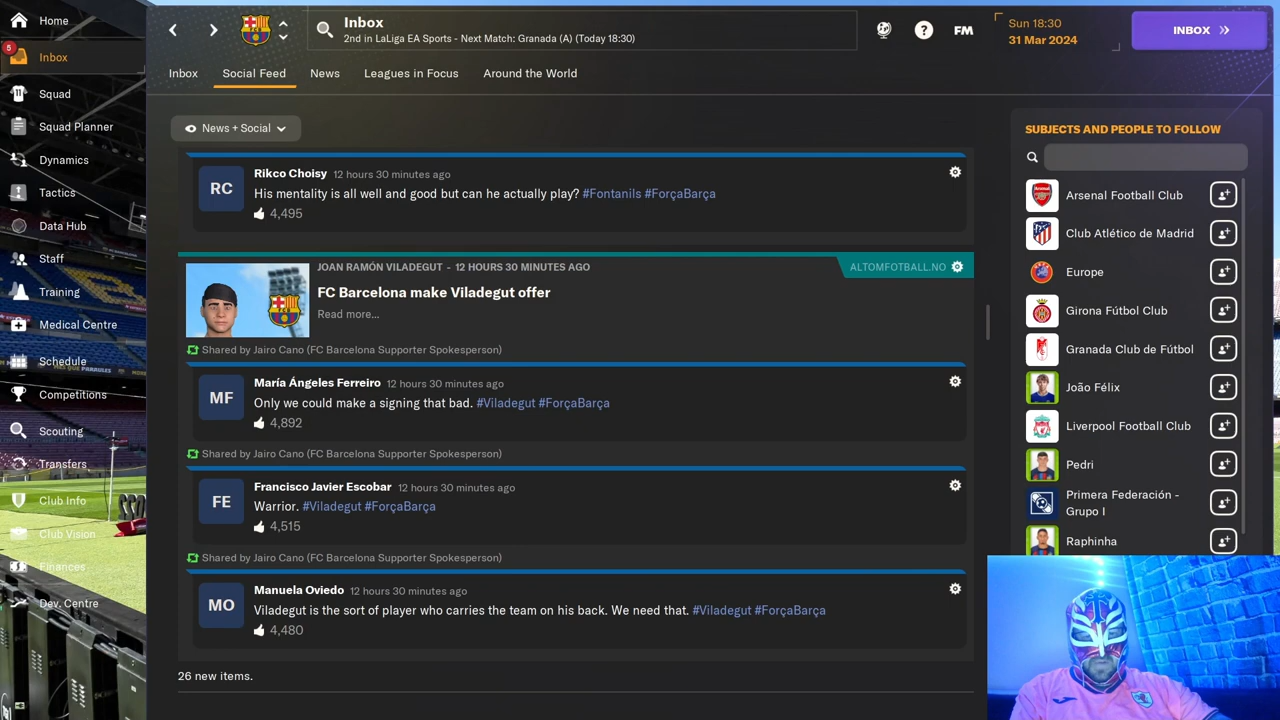 Home
5
Inbox
Squad
Squad Planner
Dynamics
Tactics
Data Hub
Staff
Training
Medical Centre
Schedule
Competitions
Scouting
Transfers
Club Info
Club Vision
Finances
Dev. Centre
Inbox
2nd in LaLiga EA Sports - Next Match: Granada (A) (Today 18:30)
?
FM
Sun 18:30
31 Mar 2024
INBOX
Inbox
Social Feed
News
Leagues in Focus
Around the World
News + Social
RC
Rikco Choisy 12 hours 30 minutes ago
His mentality is all well and good but can he actually play? #Fontanils #ForçaBarça
4,495
JOAN RAMÓN VILADEGUT - 12 HOURS 30 MINUTES AGO
ALTOMFOTBALL.NO
FC Barcelona make Viladegut offer
Read more...
Shared by Jairo Cano (FC Barcelona Supporter Spokesperson)
MF
María Ángeles Ferreiro 12 hours 30 minutes ago
Only we could make a signing that bad. #Viladegut #ForçaBarça
4,892
Shared by Jairo Cano (FC Barcelona Supporter Spokesperson)
FE
Francisco Javier Escobar 12 hours 30 minutes ago
Warrior. #Viladegut #ForçaBarça
4,515
Shared by Jairo Cano (FC Barcelona Supporter Spokesperson)
MO
Manuela Oviedo 12 hours 30 minutes ago
Viladegut is the sort of player who carries the team on his back. We need that. #Viladegut #ForçaBarça
4,480
26 new items.
SUBJECTS AND PEOPLE TO FOLLOW
Arsenal Football Club
Club Atlético de Madrid
Europe
Girona Fútbol Club
Granada Club de Fútbol
João Félix
Liverpool Football Club
Pedri
Primera Federación -
Grupo I
Raphinha